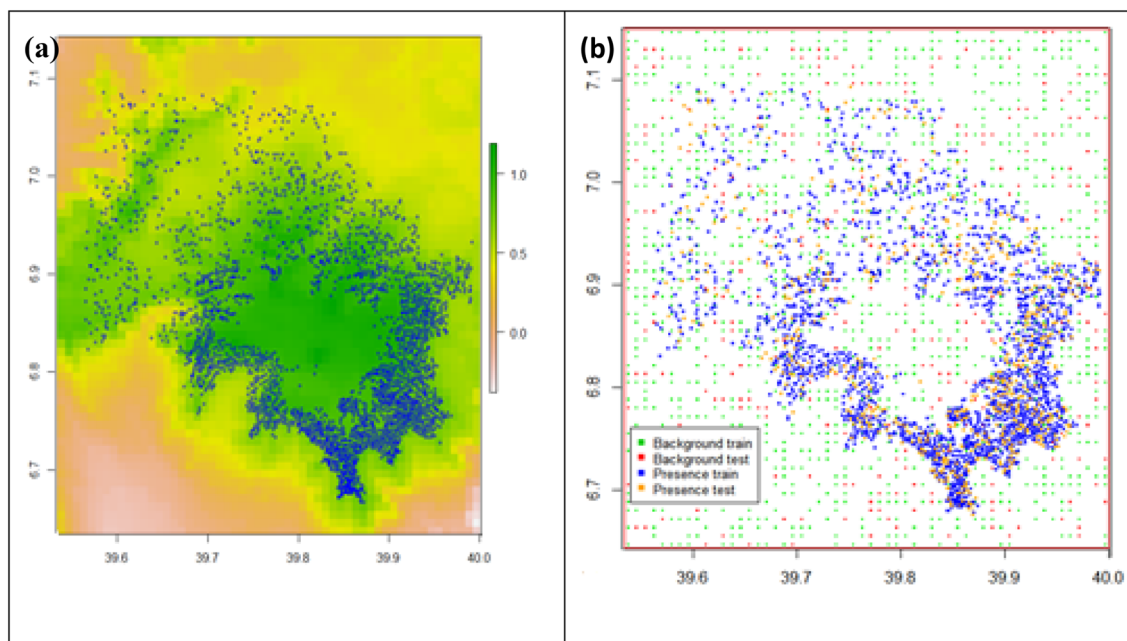 (a)
7.1
7.0
6.9
6.8
6.7
39.6 39.7 39.8 39.9 40.0
1.0
0.5
0.0
(b)
7.1
7.0
6.9
6.8
6.7
Background train
Background test
Presence train
Presence test
39.6 39.7 39.8 39.9 40.0